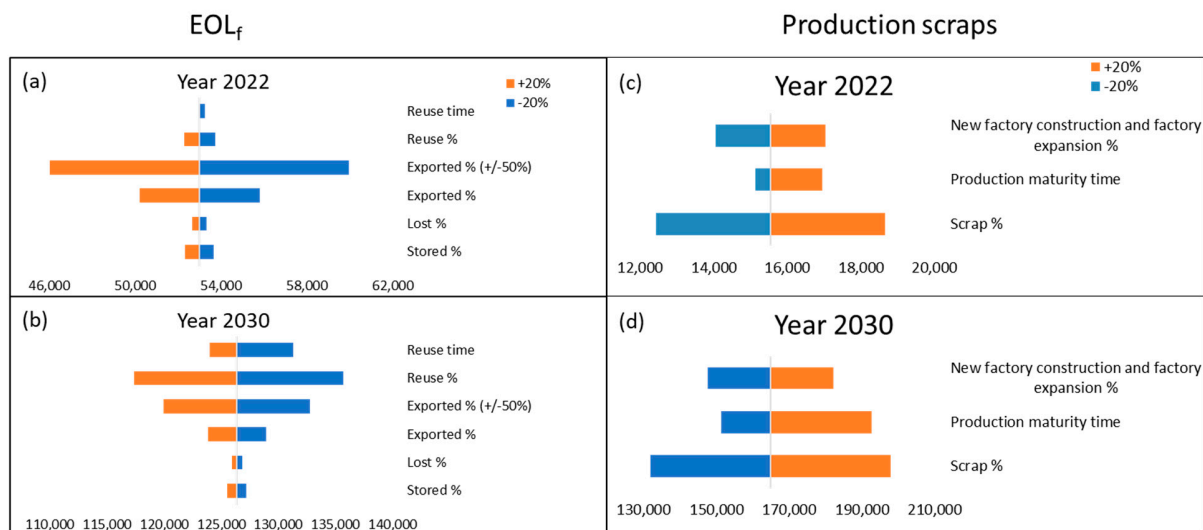 EOLf
Production scraps
(a)
Year 2022
+20%
-20%
Reuse time
Reuse %
Exported % (+/-50%)
Exported %
Lost %
Stored %
46,000 50,000 54,000 58,000 62,000
(c)
Year 2022
+20%
-20%
New factory construction and factory
expansion %
Production maturity time
Scrap %
12,000 14,000 16,000 18,000 20,000
(b)
Year 2030
Reuse time
Reuse %
Exported % (+/-50%)
Exported %
Lost %
Stored %
110,000 115,000 120,000 125,000 130,000 135,000 140,000
(d)
Year 2030
New factory construction and factory
expansion %
Production maturity time
Scrap %
130,000 150,000 170,000 190,000 210,000